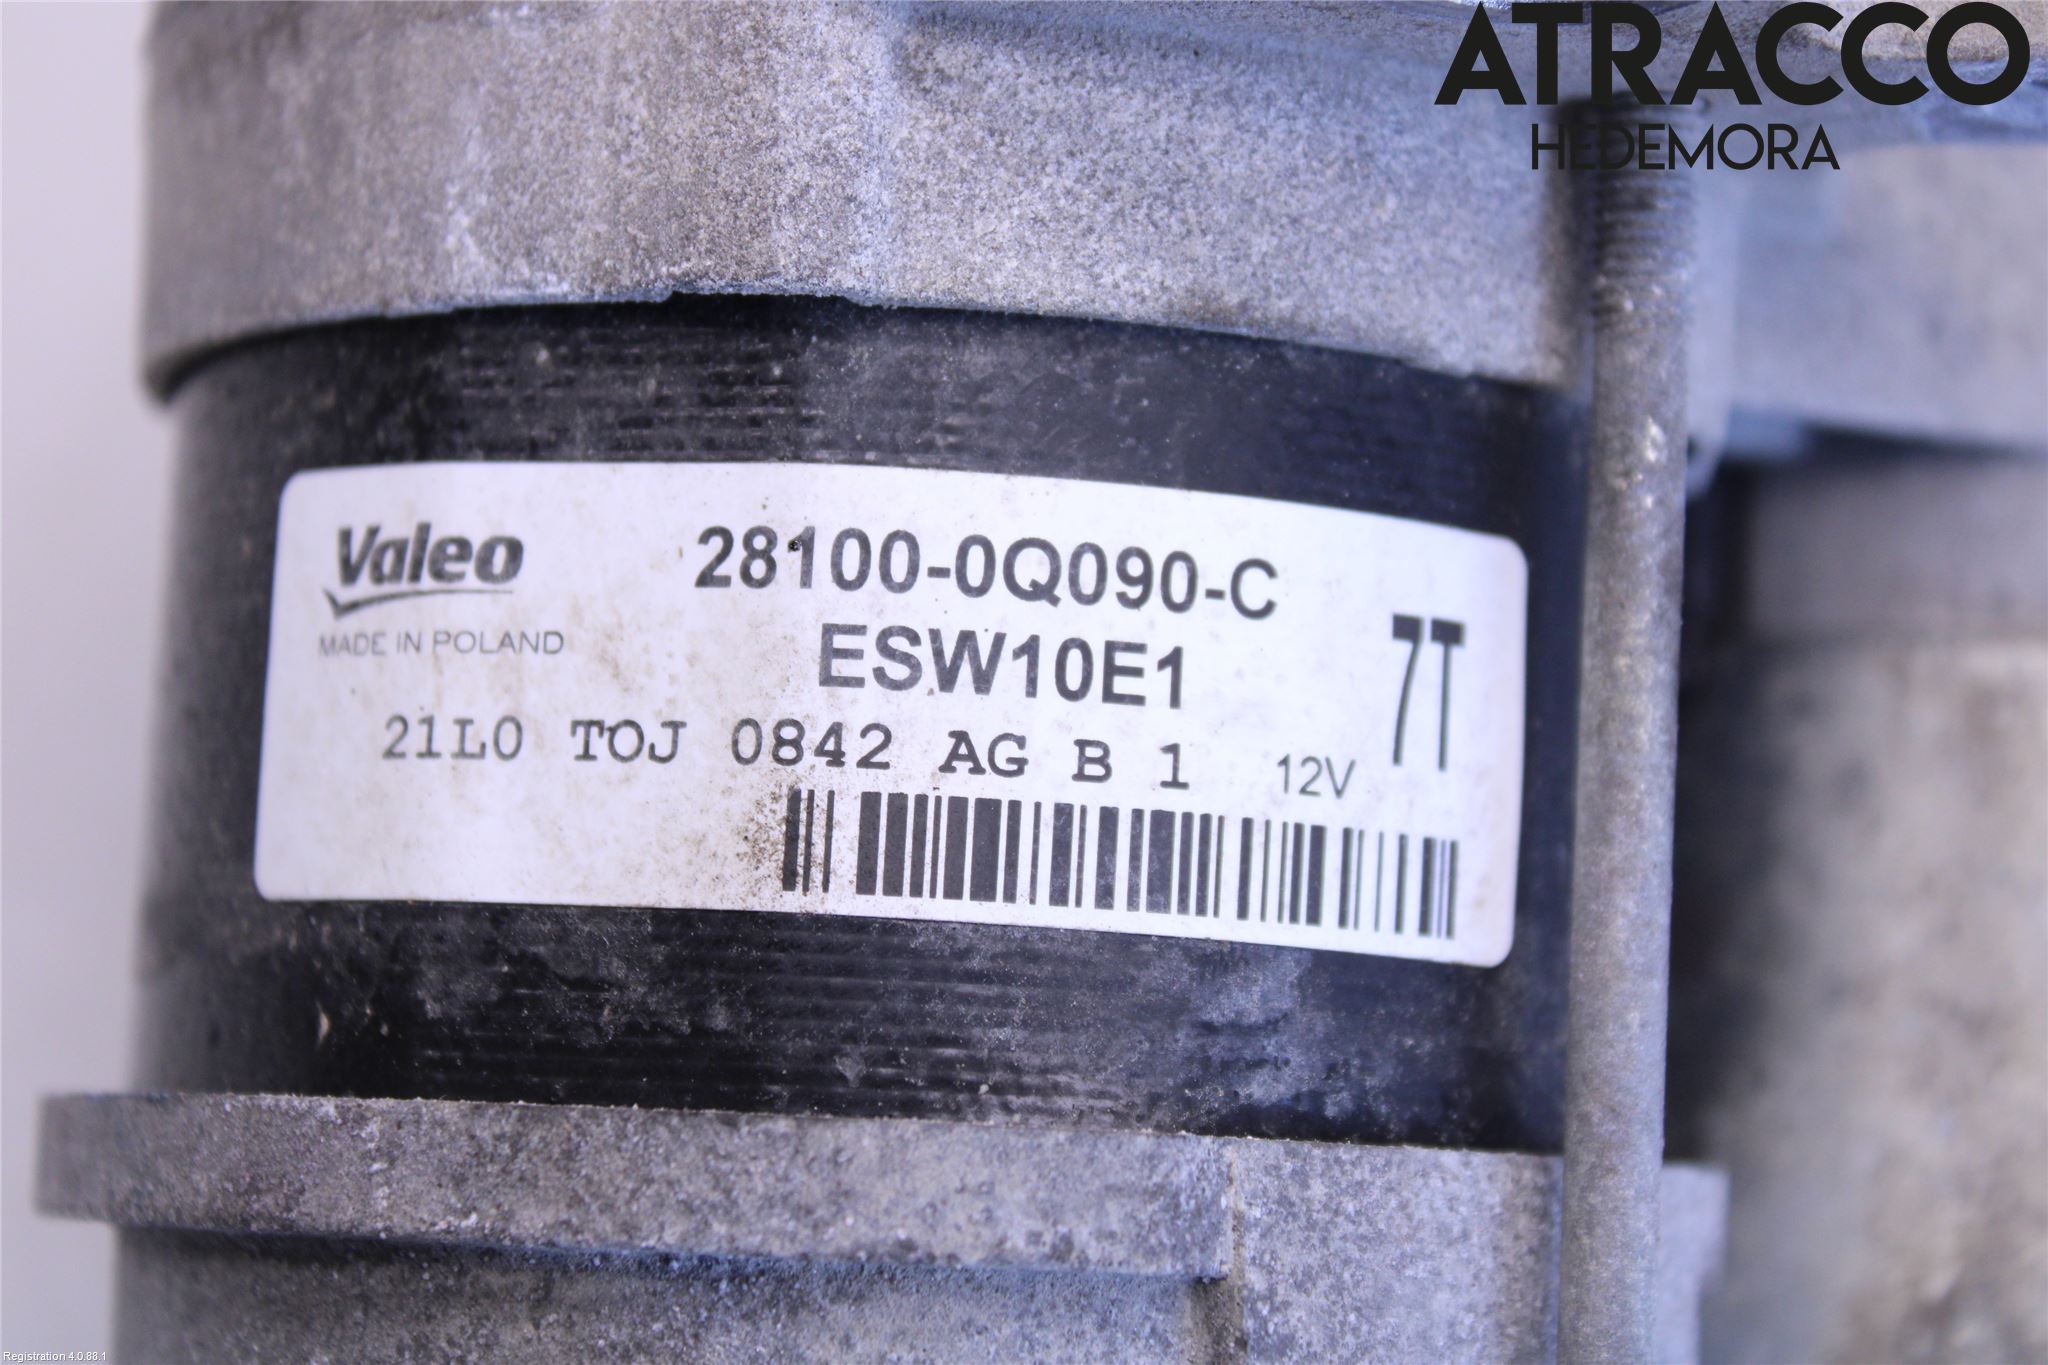 ATRACCO
HEDEMORA
Valeo
MADE IN POLAND
28100-0Q090-C
ESW10E1
7T
21L0 TOJ 0842 AG B 1 12V
Registration 4.0.88.1